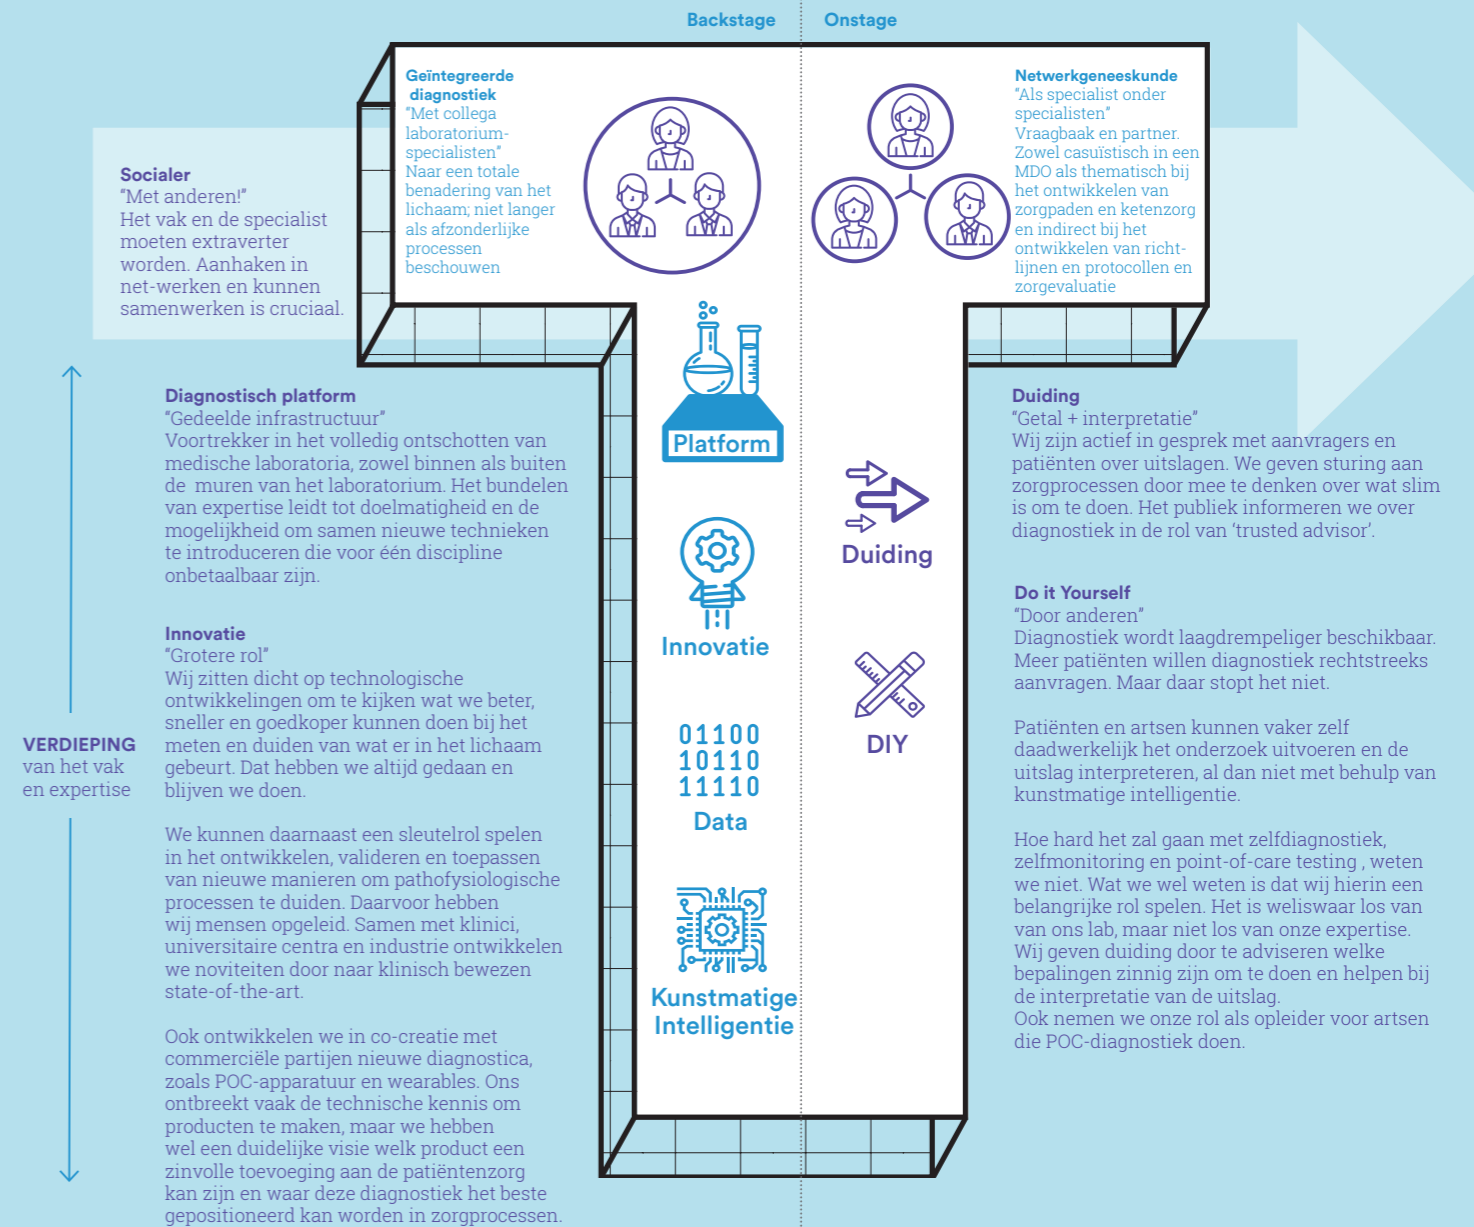 Backstage
Onstage
Geïntegreerde
diagnostiek
"Met collega
laboratorium-
specialisten"
Naar een totale
benadering van het
lichaam; niet langer
als afzonderlijke
processen
beschouwen
Netwerkgeneeskunde
"Als specialist onder
specialisten"
Vraagbaak en partner.
Zowel casuïstisch in een
MDO als thematisch bij
het ontwikkelen van
zorgpaden en ketenzorg
en indirect bij het
ontwikkelen van richt-
lijnen en protocollen en
zorgevaluatie
Socialer
"Met anderen!"
Het vak en de specialist
moeten extraverter
worden. Aanhaken in
net-werken en kunnen
samenwerken is cruciaal.
VERDIEPING
van het vak
en expertise
Diagnostisch platform
"Gedeelde infrastructuur"
Voortrekker in het volledig ontschotten van
medische laboratoria, zowel binnen als buiten
de  muren van het laboratorium. Het bundelen
van expertise leidt tot doelmatigheid en de
mogelijkheid om samen nieuwe technieken
te introduceren die voor één discipline
onbetaalbaar zijn.
Innovatie
"Grotere rol"
Wij zitten dicht op technologische
ontwikkelingen om te kijken wat we beter,
sneller en goedkoper kunnen doen bij het
meten en duiden van wat er in het lichaam
gebeurt. Dat hebben we altijd gedaan en
blijven we doen.
We kunnen daarnaast een sleutelrol spelen
in het ontwikkelen, valideren en toepassen
van nieuwe manieren om pathofysiologische
processen te duiden. Daarvoor hebben
wij mensen opgeleid. Samen met klinici,
universitaire centra en industrie ontwikkelen
we noviteiten door naar klinisch bewezen
state-of-the-art.
Ook ontwikkelen we in co-creatie met
commerciële partijen nieuwe diagnostica,
zoals POC-apparatuur en wearables. Ons
ontbreekt vaak de technische kennis om
producten te maken, maar we hebben
wel een duidelijke visie welk product een
zinvolle toevoeging aan de patiëntenzorg
kan zijn en waar deze diagnostiek het beste
gepositioneerd kan worden in zorgprocessen.
Platform
Innovatie
01100
10110
11110
Data
Kunstmatige
Intelligentie
Duiding
DIY
Duiding
"Getal + interpretatie"
Wij zijn actief in gesprek met aanvragers en
patiënten over uitslagen. We geven sturing aan
zorgprocessen door mee te denken over wat slim
is om te doen. Het publiek informeren we over
diagnostiek in de rol van 'trusted advisor'.
Do it Yourself
"Door anderen"
Diagnostiek wordt laagdrempeliger beschikbaar.
Meer patiënten willen diagnostiek rechtstreeks
aanvragen. Maar daar stopt het niet.
Patiënten en artsen kunnen vaker zelf
daadwerkelijk het onderzoek uitvoeren en de
uitslag interpreteren, al dan niet met behulp van
kunstmatige intelligentie.
Hoe hard het zal gaan met zelfdiagnostiek,
zelfmonitoring en point-of-care testing , weten
we niet. Wat we wel weten is dat wij hierin een
belangrijke rol spelen. Het is weliswaar los van
van ons lab, maar niet los van onze expertise.
Wij geven duiding door te adviseren welke
bepalingen zinnig zijn om te doen en helpen bij
de interpretatie van de uitslag.
Ook nemen we onze rol als opleider voor artsen
die POC-diagnostiek doen.